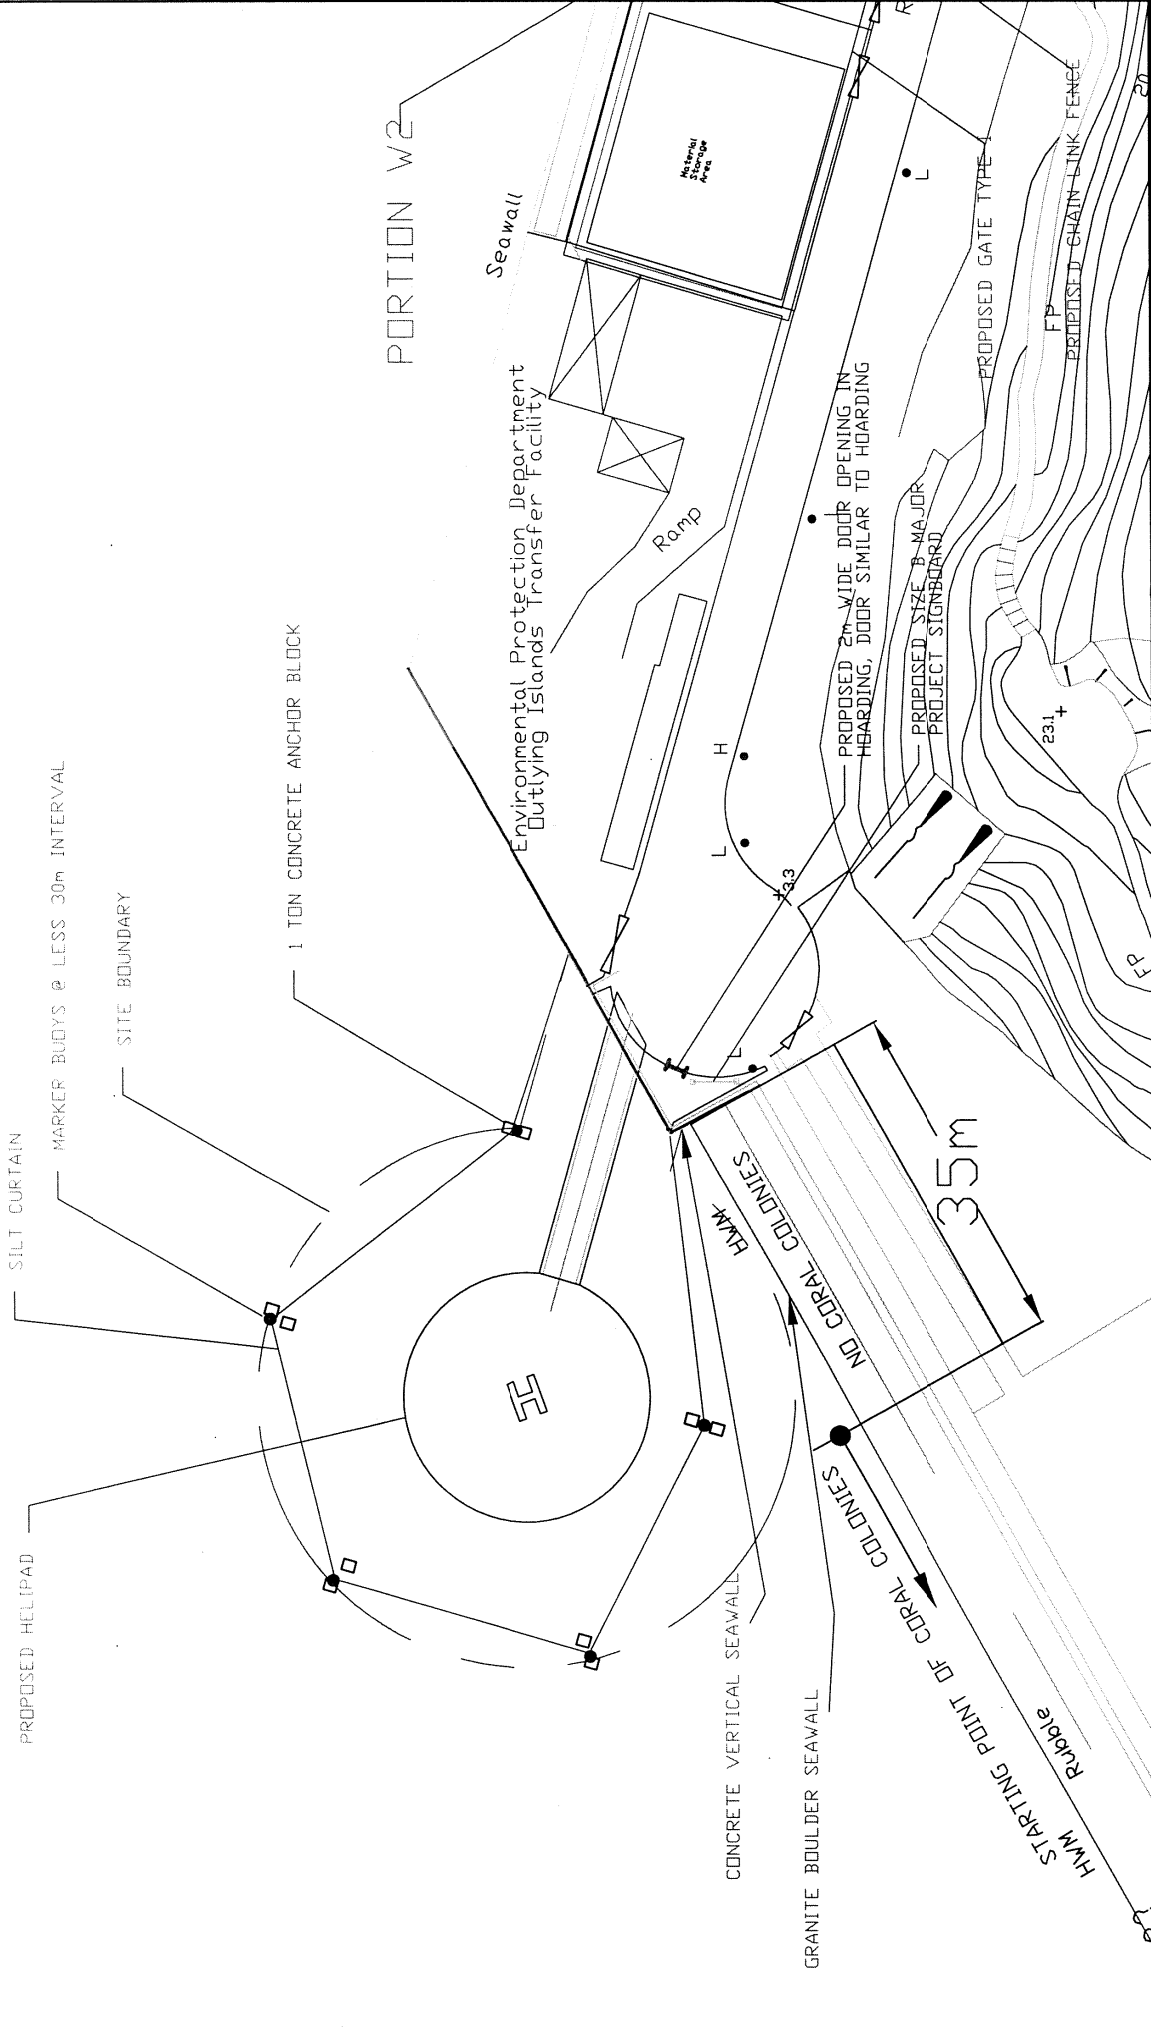 SILT CURTAIN
MARKER BUOYS @ LESS 30m INTERVAL
SITE BOUNDARY
PROPOSED HELIPAD
1 TON CONCRETE ANCHOR BLOCK
PORTION W2
Seawall
Environmental Protection Department
Outlying Islands Transfer Facility
Material
Storage
Area
Ramp
H
H
L
L
L
L
3.3
PROPOSED 2m WIDE DOOR OPENING IN
HOARDING, DOOR SIMILAR TO HOARDING
PROPOSED SIZE B MAJOR
PROJECT SIGNBOARD
PROPOSED GATE TYPE 1
FP
PROPOSED CHAIN LINK FENCE
20
R
23.1
FP
HWM
NO CORAL COLONIES
35m
CONCRETE VERTICAL SEAWALL
GRANITE BOULDER SEAWALL
STARTING POINT OF CORAL COLONIES
HWM
Rubble